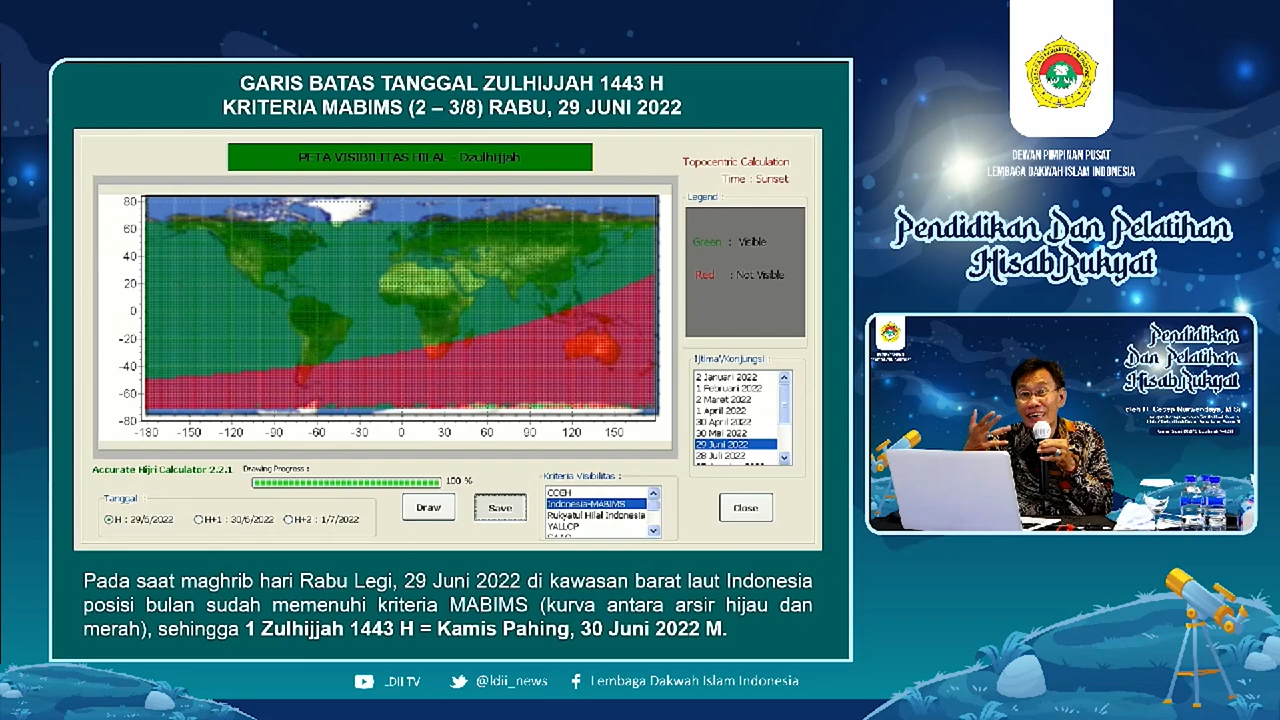 GARIS BATAS TANGGAL ZULHIJJAH 1443 H
KRITERIA MABIMS (2 – 3/8) RABU, 29 JUNI 2022
PETA VISIBILITAS HILAL - Dzulhijjah
Topocentric Calculation
Time : Sunset
Legend :
Green : Visible
Red : Not Visible
80
60
40
20
0
-20
-40
-60
-80
-180 -150 -120 -90 -60 -30 0 30 60 90 120 150
Ijtima'/Konjungsi :
2 Januari 2022
1 Februari 2022
2 Maret 2022
1 April 2022
30 April 2022
30 Mei 2022
29 Juni 2022
28 Juli 2022
Accurate Hijri Calculator 2.2.1
Drawing Progress :
100 %
Tanggal :
H : 29/6/2022 H+1 : 30/6/2022 H+2 : 1/7/2022
Draw
Save
Kriteria Visibilitas :
Indonesia-MABIMS
Rukyatul Hilal Indonesia
YALLOP
Close
Pada saat maghrib hari Rabu Legi, 29 Juni 2022 di kawasan barat laut Indonesia
posisi bulan sudah memenuhi kriteria MABIMS (kurva antara arsir hijau dan
merah), sehingga 1 Zulhijjah 1443 H = Kamis Pahing, 30 Juni 2022 M.
LDII TV
@ldii_news
Lembaga Dakwah Islam Indonesia
DEWAN PIMPINAN PUSAT
LEMBAGA DAKWAH ISLAM INDONESIA
Pendidikan Dan Pelatihan
Hisab Rukyat
Pendidikan
Dan Pelatihan
Hisab Rukyat